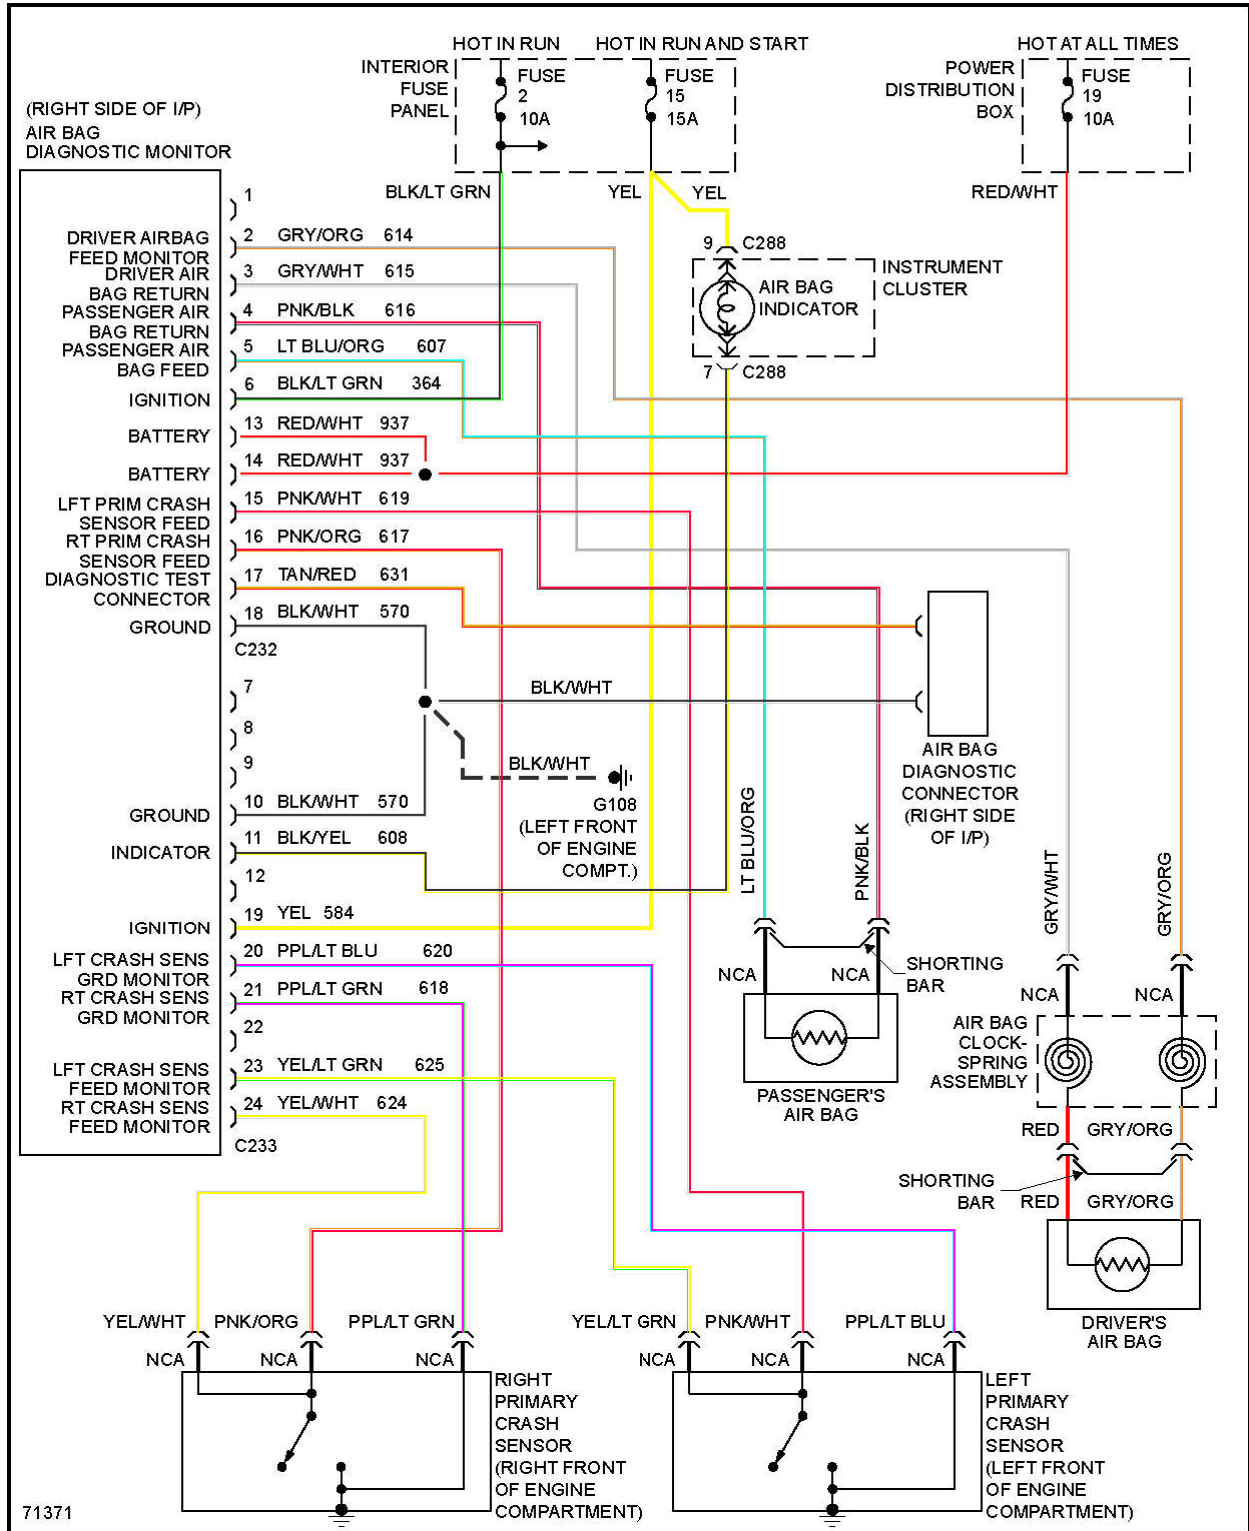 HOT IN RUN
HOT IN RUN AND START
HOT AT ALL TIMES
INTERIOR
FUSE
PANEL
FUSE
2
10A
FUSE
15
15A
POWER
DISTRIBUTION
BOX
FUSE
19
10A
(RIGHT SIDE OF I/P)
AIR BAG
DIAGNOSTIC MONITOR
BLK/LT GRN
YEL
YEL
RED/WHT
9 C288
INSTRUMENT
CLUSTER
AIR BAG
INDICATOR
7 C288
1
DRIVER AIRBAG
FEED MONITOR
2 GRY/ORG 614
DRIVER AIR
BAG RETURN
3 GRY/WHT 615
PASSENGER AIR
BAG RETURN
4 PNK/BLK 616
PASSENGER AIR
BAG FEED
5 LT BLU/ORG 607
IGNITION
6 BLK/LT GRN 364
BATTERY
13 RED/WHT 937
BATTERY
14 RED/WHT 937
LFT PRIM CRASH
SENSOR FEED
15 PNK/WHT 619
RT PRIM CRASH
SENSOR FEED
16 PNK/ORG 617
DIAGNOSTIC TEST
CONNECTOR
17 TAN/RED 631
GROUND
18 BLK/WHT 570
C232
7
8
9
GROUND
10 BLK/WHT 570
INDICATOR
11 BLK/YEL 608
12
IGNITION
19 YEL 584
LFT CRASH SENS
GRD MONITOR
20 PPL/LT BLU 620
RT CRASH SENS
GRD MONITOR
21 PPL/LT GRN 618
22
LFT CRASH SENS
FEED MONITOR
23 YEL/LT GRN 625
RT CRASH SENS
FEED MONITOR
24 YEL/WHT 624
C233
BLK/WHT
BLK/WHT
G108
(LEFT FRONT
OF ENGINE
COMPT.)
AIR BAG
DIAGNOSTIC
CONNECTOR
(RIGHT SIDE
OF I/P)
LT BLU/ORG
PNK/BLK
GRY/WHT
GRY/ORG
NCA
NCA
SHORTING
BAR
PASSENGER'S
AIR BAG
NCA
NCA
AIR BAG
CLOCK-
SPRING
ASSEMBLY
RED
GRY/ORG
SHORTING
BAR
RED
GRY/ORG
DRIVER'S
AIR BAG
YEL/WHT
PNK/ORG
PPL/LT GRN
NCA
NCA
NCA
RIGHT
PRIMARY
CRASH
SENSOR
(RIGHT FRONT
OF ENGINE
COMPARTMENT)
YEL/LT GRN
PNK/WHT
PPL/LT BLU
NCA
NCA
NCA
LEFT
PRIMARY
CRASH
SENSOR
(LEFT FRONT
OF ENGINE
COMPARTMENT)
71371